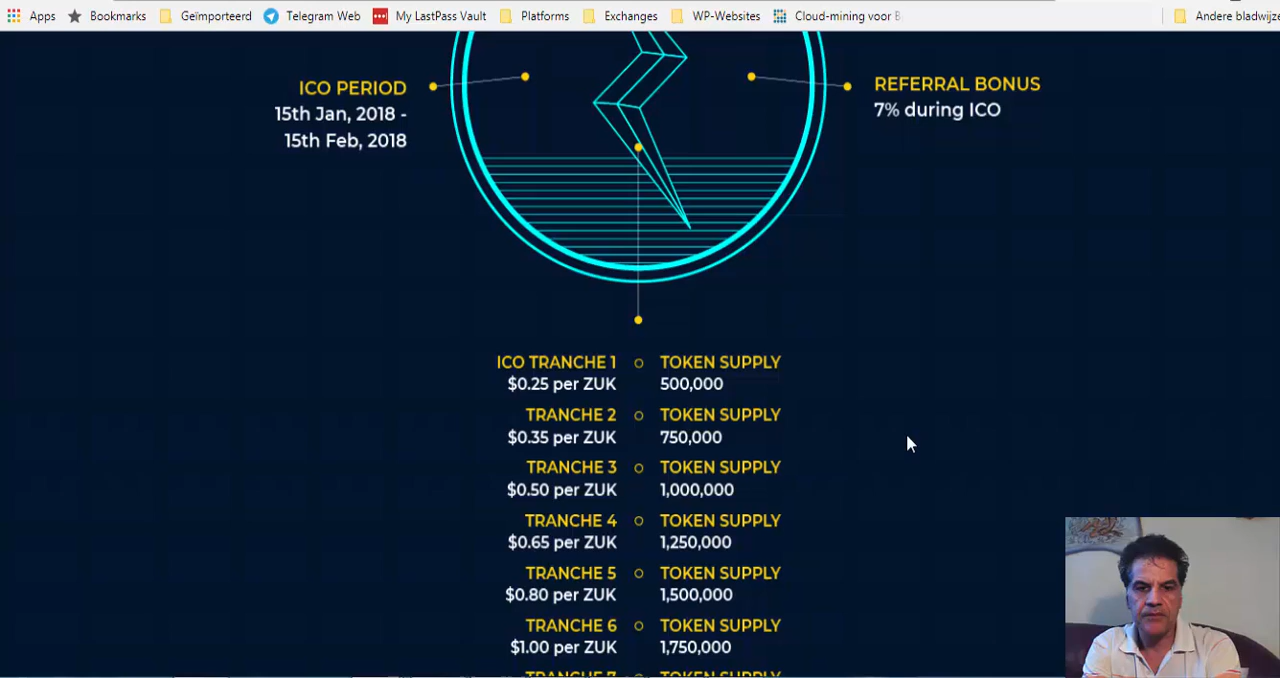 Apps Bookmarks Geïmporteerd Telegram Web My LastPass Vault Platforms Exchanges WP-Websites Cloud-mining voor Andere bladwijze
ICO PERIOD
15th Jan, 2018 -
15th Feb, 2018
REFERRAL BONUS
7% during ICO
ICO TRANCHE 1 TOKEN SUPPLY
$0.25 per ZUK 500,000
TRANCHE 2 TOKEN SUPPLY
$0.35 per ZUK 750,000
TRANCHE 3 TOKEN SUPPLY
$0.50 per ZUK 1,000,000
TRANCHE 4 TOKEN SUPPLY
$0.65 per ZUK 1,250,000
TRANCHE 5 TOKEN SUPPLY
$0.80 per ZUK 1,500,000
TRANCHE 6 TOKEN SUPPLY
$1.00 per ZUK 1,750,000